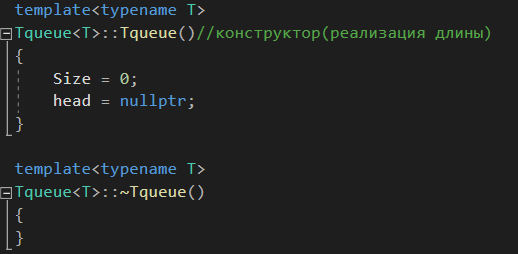 template<typename T>
Tqueue<T>::Tqueue()//конструктор(реализация длины)
{
Size = 0;
head = nullptr;
}
template<typename T>
Tqueue<T>::~Tqueue()
{
}